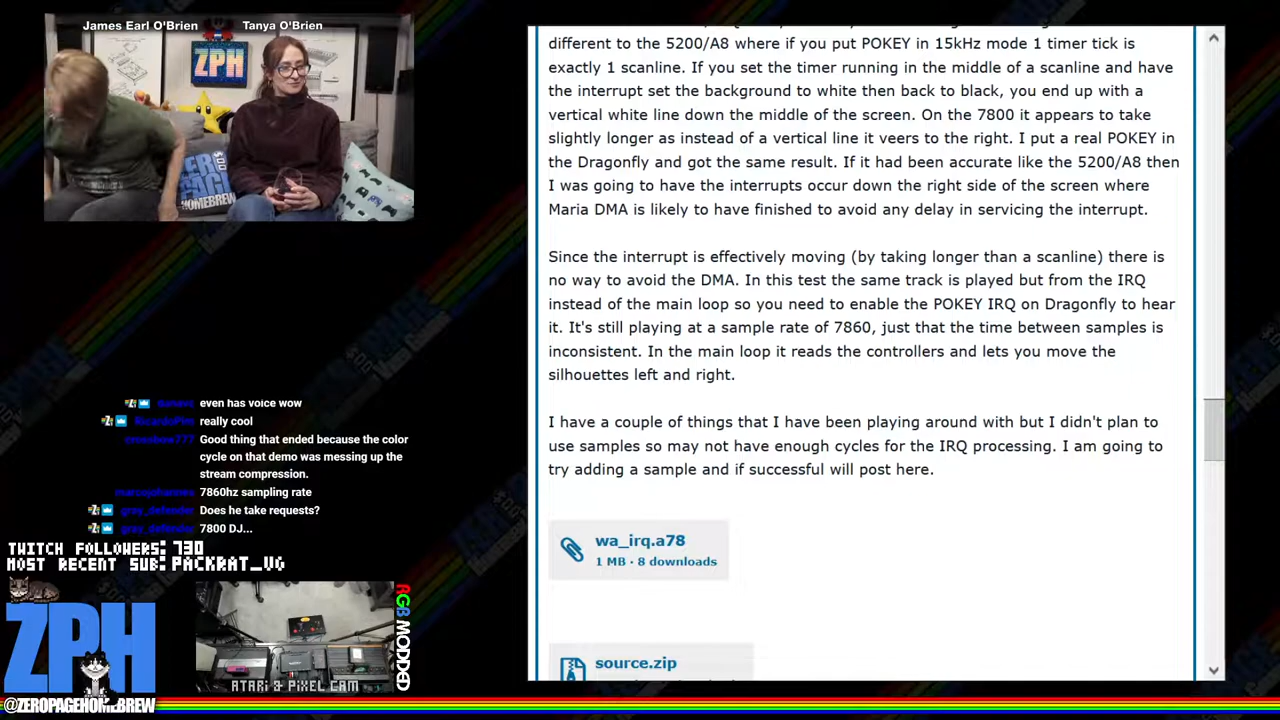 James Earl O'Brien
Tanya O'Brien
ZPH
different to the 5200/A8 where if you put POKEY in 15kHz mode 1 timer tick is
exactly 1 scanline. If you set the timer running in the middle of a scanline and have
the interrupt set the background to white then back to black, you end up with a
vertical white line down the middle of the screen. On the 7800 it appears to take
slightly longer as instead of a vertical line it veers to the right. I put a real POKEY in
the Dragonfly and got the same result. If it had been accurate like the 5200/A8 then
I was going to have the interrupts occur down the right side of the screen where
Maria DMA is likely to have finished to avoid any delay in servicing the interrupt.
Since the interrupt is effectively moving (by taking longer than a scanline) there is
no way to avoid the DMA. In this test the same track is played but from the IRQ
instead of the main loop so you need to enable the POKEY IRQ on Dragonfly to hear
it. It's still playing at a sample rate of 7860, just that the time between samples is
inconsistent. In the main loop it reads the controllers and lets you move the
silhouettes left and right.
I have a couple of things that I have been playing around with but I didn't plan to
use samples so may not have enough cycles for the IRQ processing. I am going to
try adding a sample and if successful will post here.
wa_irq.a78
1 MB · 8 downloads
source.zip
even has voice wow
RicardoPim really cool
Good thing that ended because the color
cycle on that demo was messing up the
stream compression.
marcojohannes 7860hz sampling rate
grey_defender Does he take requests?
grey_defender 7800 DJ...
TWITCH FOLLOWERS: 730
MOST RECENT SUB: PACKRAT_VG
ZPH
@ZEROPAGEHOMEBREW
ATARI & PIXEL CAM
RGB MODDED